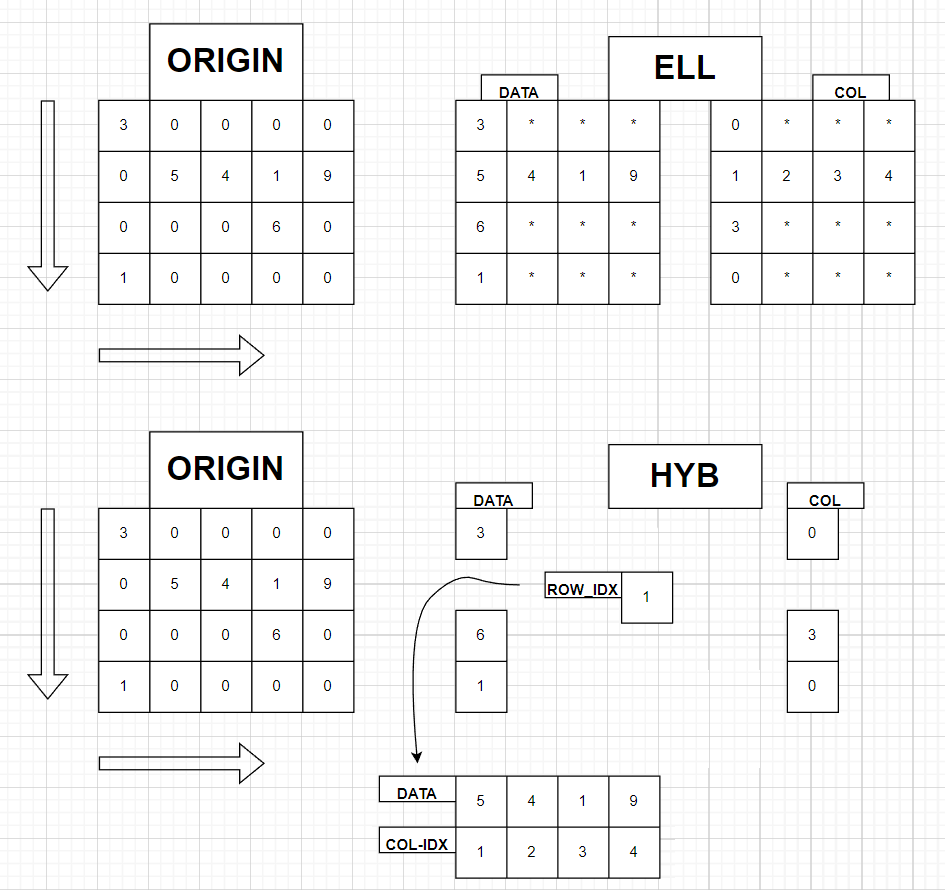 ORIGIN
3 0 0 0 0
0 5 4 1 9
0 0 0 6 0
1 0 0 0 0
ELL
DATA
3 * * *
5 4 1 9
6 * * *
1 * * *
COL
0 * * *
1 2 3 4
3 * * *
0 * * *
ORIGIN
3 0 0 0 0
0 5 4 1 9
0 0 0 6 0
1 0 0 0 0
HYB
DATA
3
6
1
ROW_IDX 1
COL
0
3
0
DATA 5 4 1 9
COL-IDX 1 2 3 4